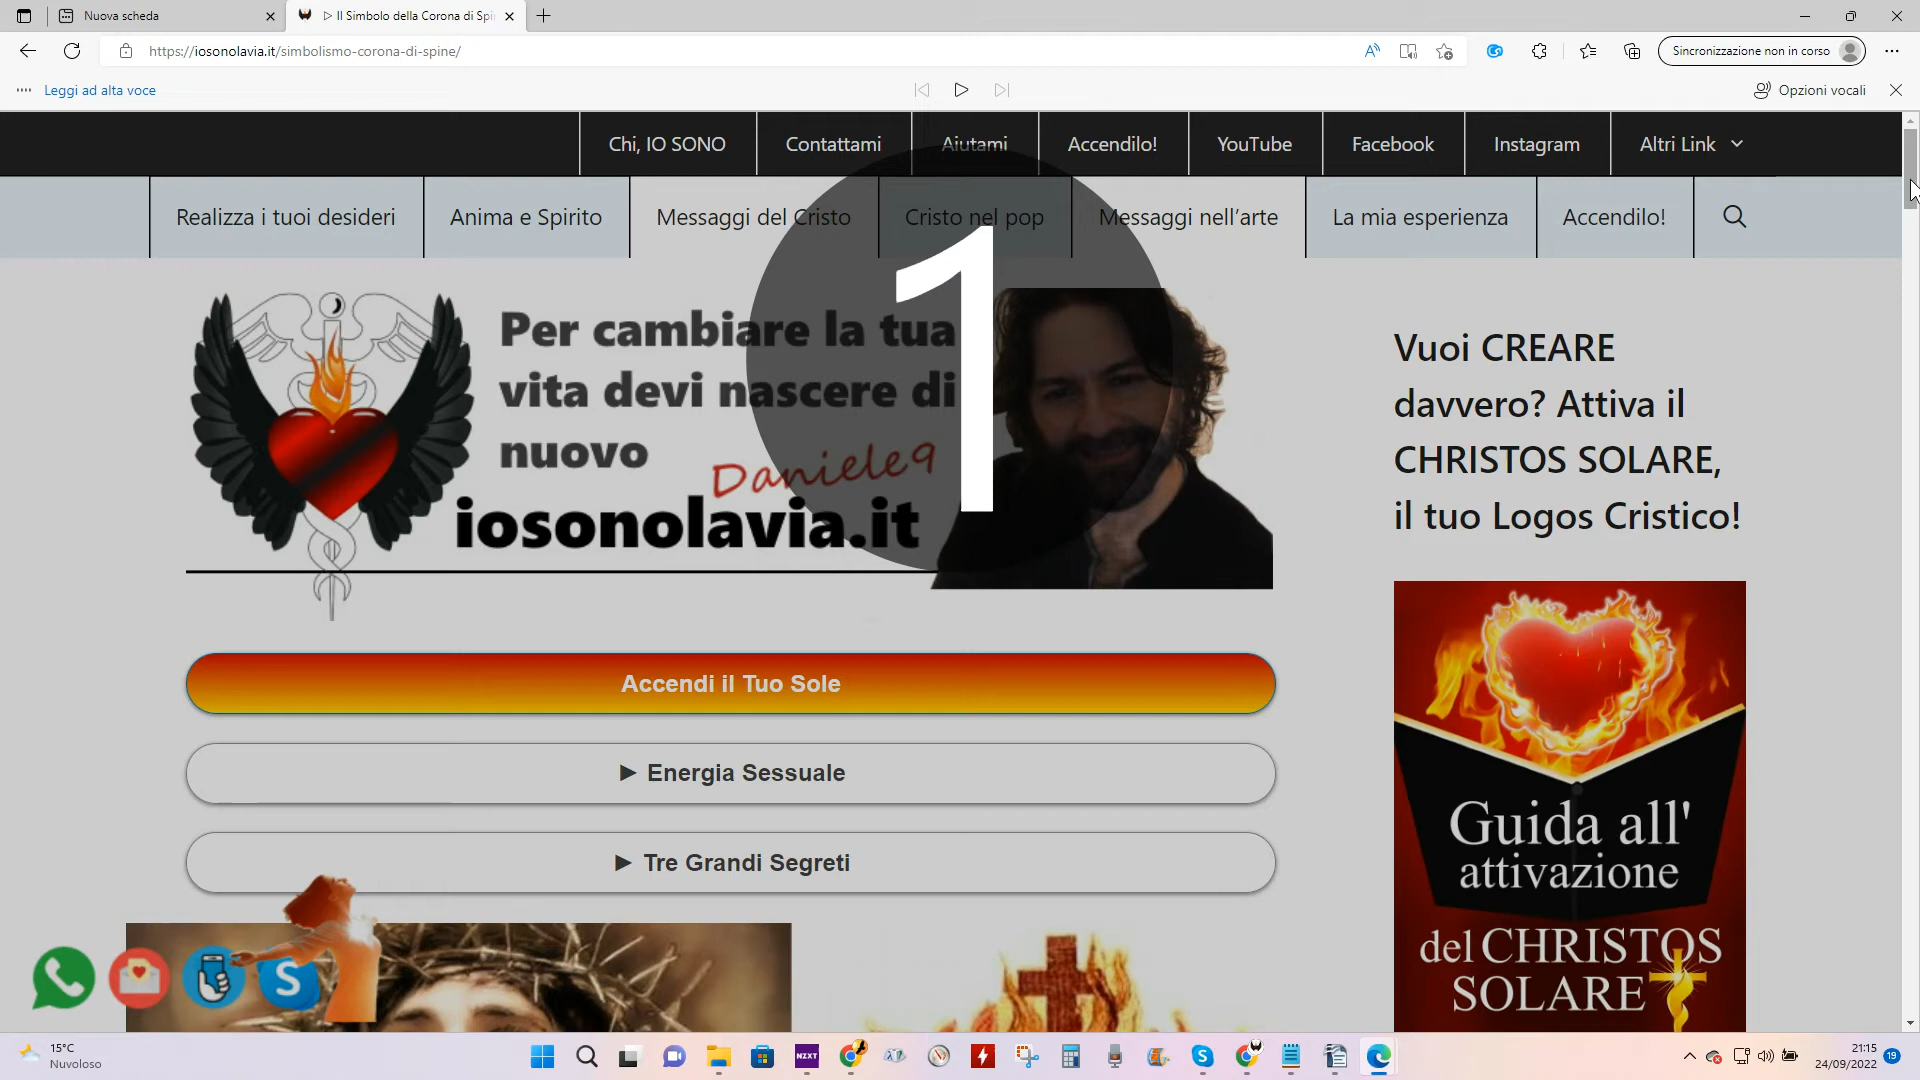 Nuova scheda
▷ Il Simbolo della Corona di Spi
https://iosonolavia.it/simbolismo-corona-di-spine/
Sincronizzazione non in corso
Leggi ad alta voce
Opzioni vocali
Chi, IO SONO
Contattami
Aiutami
Accendilo!
YouTube
Facebook
Instagram
Altri Link
Realizza i tuoi desideri
Anima e Spirito
Messaggi del Cristo
Cristo nel pop
Messaggi nell'arte
La mia esperienza
Accendilo!
1
Per cambiare la tua
vita devi nascere di
nuovo
Daniele9
iosonolavia.it
Vuoi CREARE
davvero? Attiva il
CHRISTOS SOLARE,
il tuo Logos Cristico!
Accendi il Tuo Sole
► Energia Sessuale
► Tre Grandi Segreti
Guida all'
attivazione
del CHRISTOS
SOLARE
15°C
Nuvoloso
NZXT
21:15
24/09/2022
19